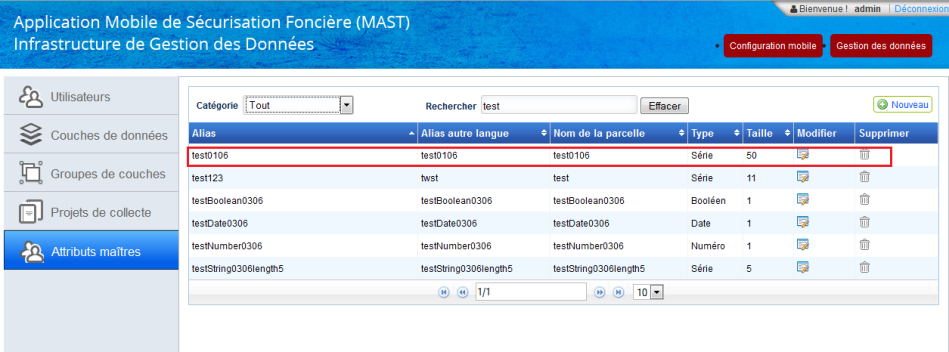 Bienvenue ! admin | Déconnexion
Application Mobile de Sécurisation Foncière (MAST)
Infrastructure de Gestion des Données
Configuration mobile Gestion des données
Utilisateurs
Couches de données
Groupes de couches
Projets de collecte
Attributs maîtres
Catégorie Tout Rechercher test Effacer Nouveau
Alias Alias autre langue Nom de la parcelle Type Taille Modifier Supprimer
test0106 test0106 test0106 Série 50
test123 twst test Série 11
testBoolean0306 testBoolean0306 testBoolean0306 Booléen 1
testDate0306 testDate0306 testDate0306 Date 1
testNumber0306 testNumber0306 testNumber0306 Numéro 1
testString0306length5 testString0306length5 testString0306length5 Série 5
1/1 10